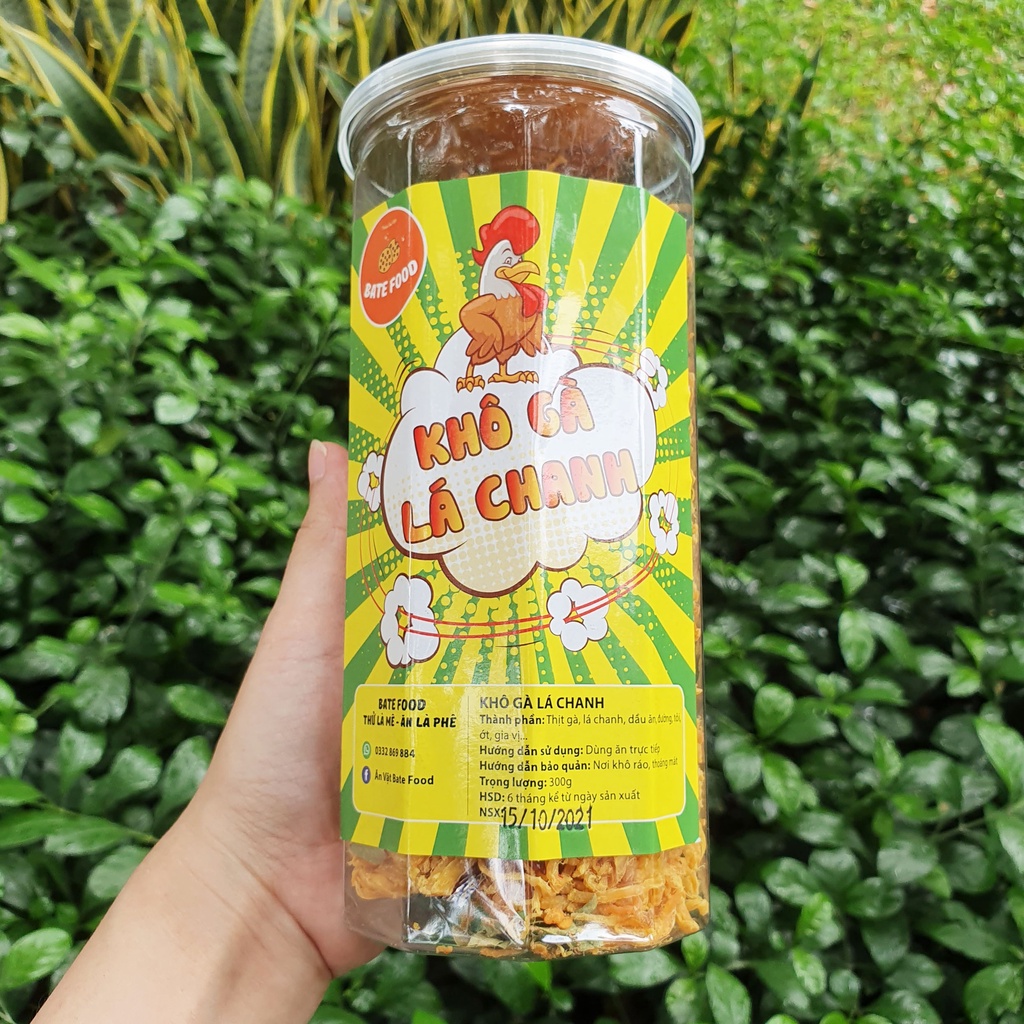 BATE FOOD
KHÔ GÀ
LÁ CHANH
BATE FOOD
THỬ LÀ MÊ - ĂN LÀ PHÊ
0332 869 884
Ăn Vặt Bate Food
KHÔ GÀ LÁ CHANH
Thành phần: Thịt gà, lá chanh, dầu ăn, đường, tỏi,
ớt, gia vị...
Hướng dẫn sử dụng: Dùng ăn trực tiếp
Hướng dẫn bảo quản: Nơi khô ráo, thoáng mát
Trọng lượng: 300g
HSD: 6 tháng kể từ ngày sản xuất
NSX: 15/10/2021